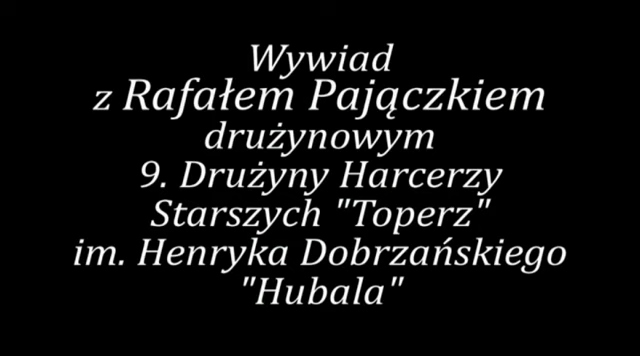 Wywiad
z Rafałem Pajączkiem
drużynowym
9. Drużyny Harcerzy
Starszych "Toperz"
im. Henryka Dobrzańskiego
"Hubala"